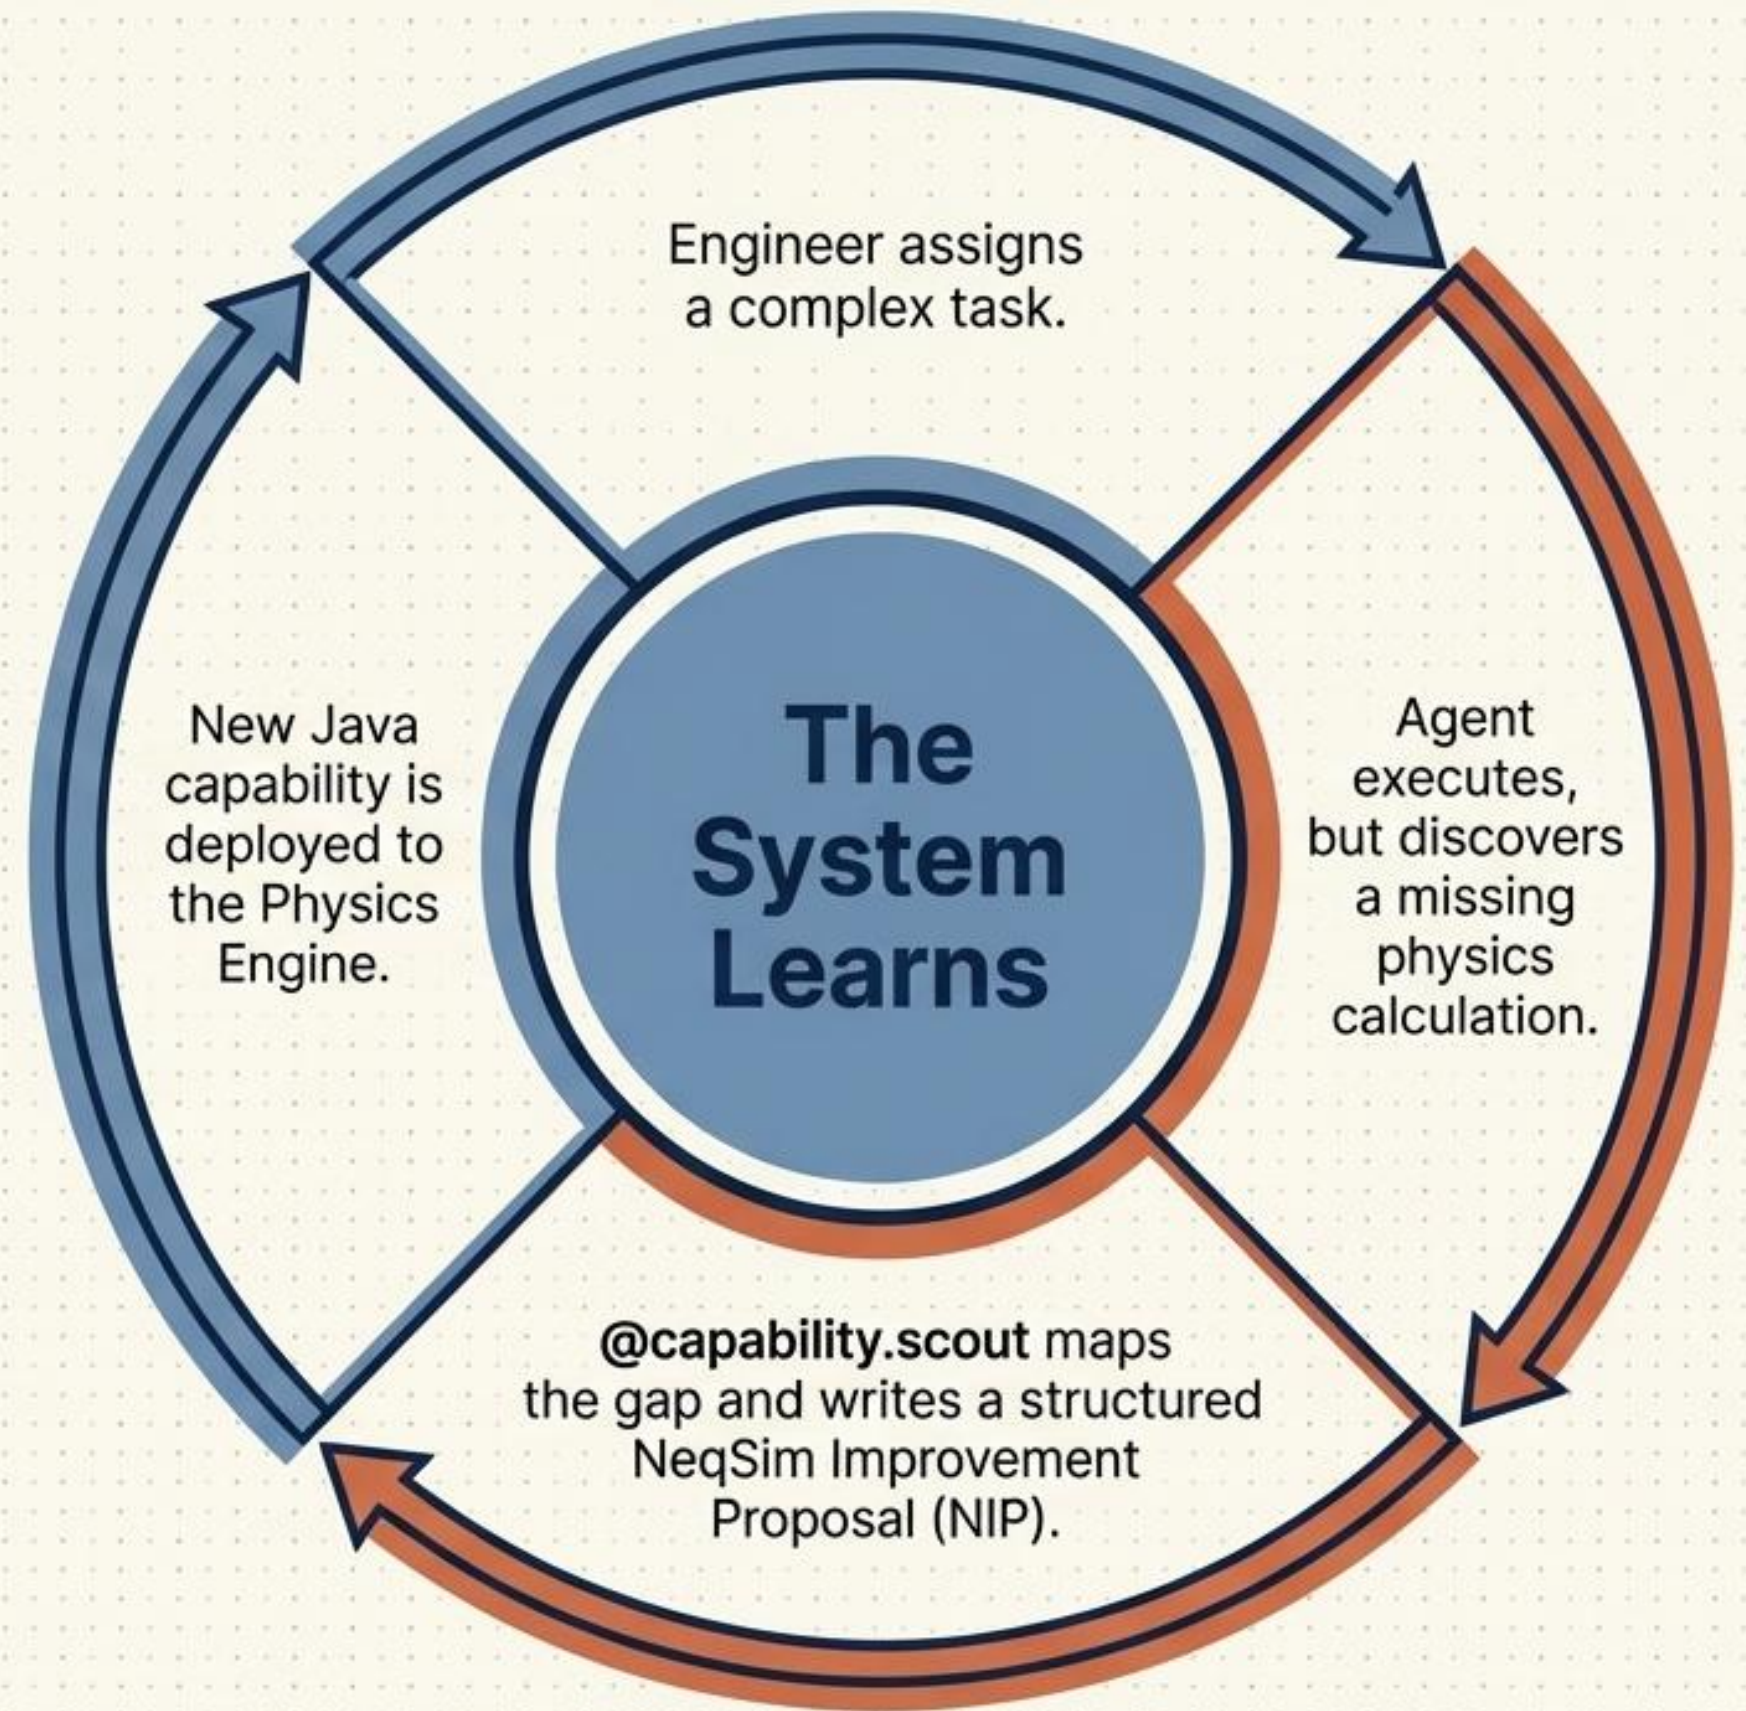 Engineer assigns
a complex task.
Agent
executes,
but discovers
a missing
physics
calculation.
@capability.scout maps
the gap and writes a structured
NeqSim Improvement
Proposal (NIP).
New Java
capability is
deployed to
the Physics
Engine.
The
System
Learns